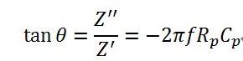 tan θ = Z''/Z' = −2πfR_pC_p,